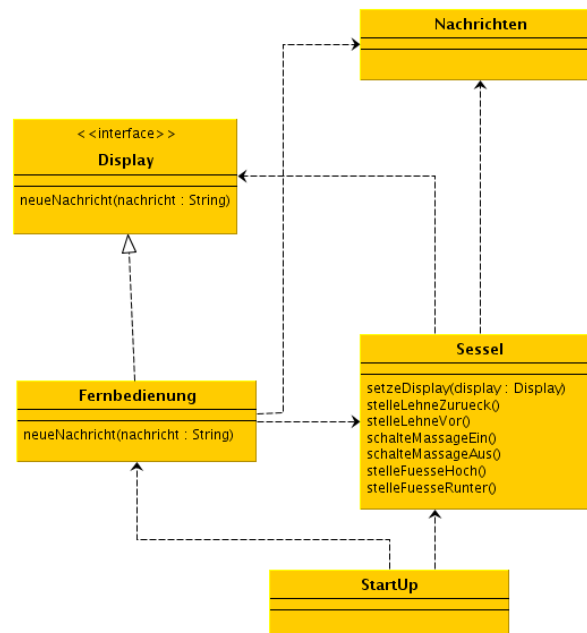 Nachrichten
<<interface>>
Display
neueNachricht(nachricht : String)
Fernbedienung
neueNachricht(nachricht : String)
Sessel
setzeDisplay(display : Display)
stelleLehneZurueck()
stelleLehneVor()
schalteMassageEin()
schalteMassageAus()
stelleFuesseHoch()
stelleFuesseRunter()
StartUp